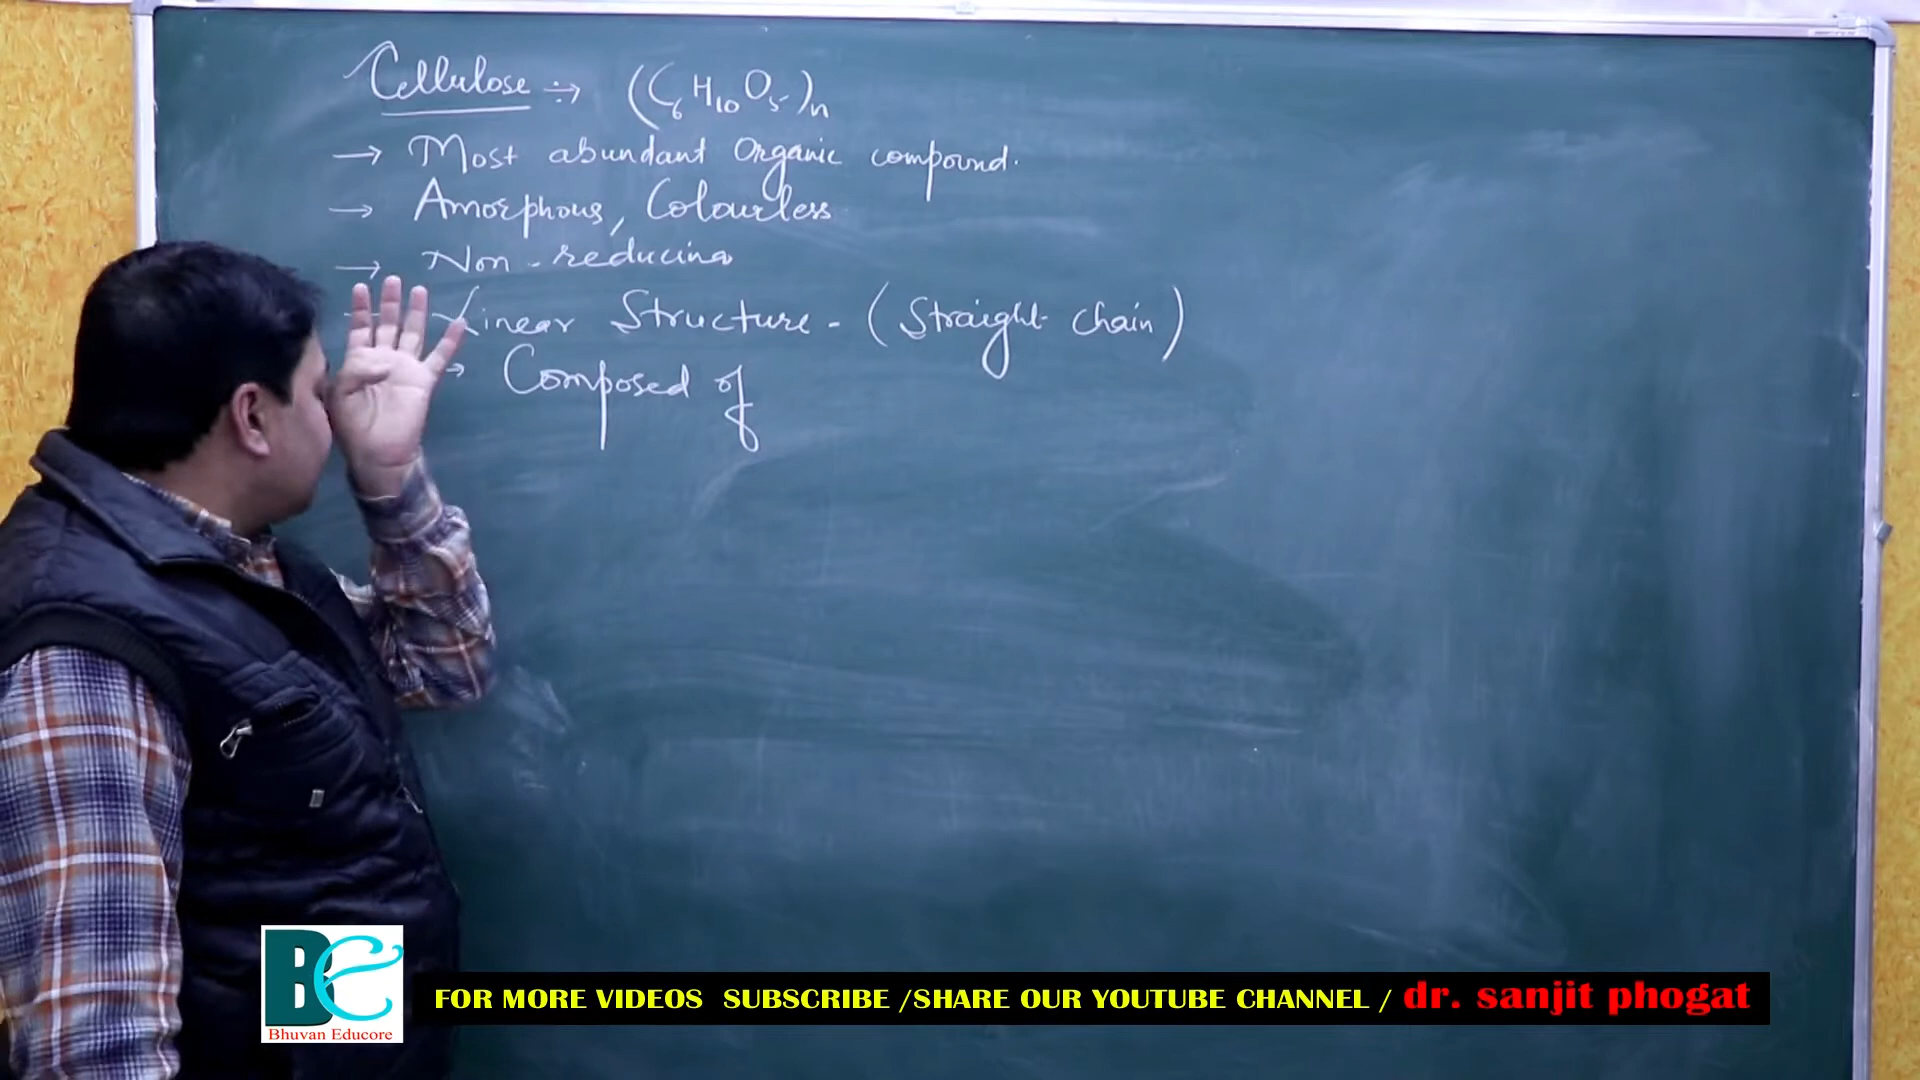 Cellulose ÷> (C6H10O5)n
→ Most abundant organic compound.
→ Amorphous, Colourless
→ Non-reducing
→ Linear Structure - (Straight chain)
→ Composed of
BE
Bhuvan Educore
FOR MORE VIDEOS SUBSCRIBE /SHARE OUR YOUTUBE CHANNEL / dr. sanjit phogat